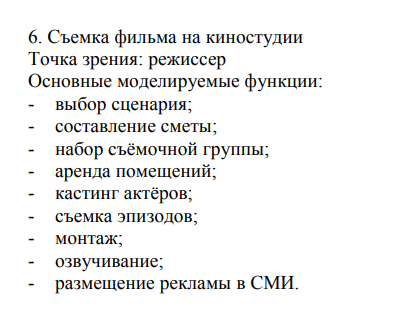 6. Съемка фильма на киностудии
Точка зрения: режиссер
Основные моделируемые функции:
- выбор сценария;
- составление сметы;
- набор съёмочной группы;
- аренда помещений;
- кастинг актёров;
- съемка эпизодов;
- монтаж;
- озвучивание;
- размещение рекламы в СМИ.